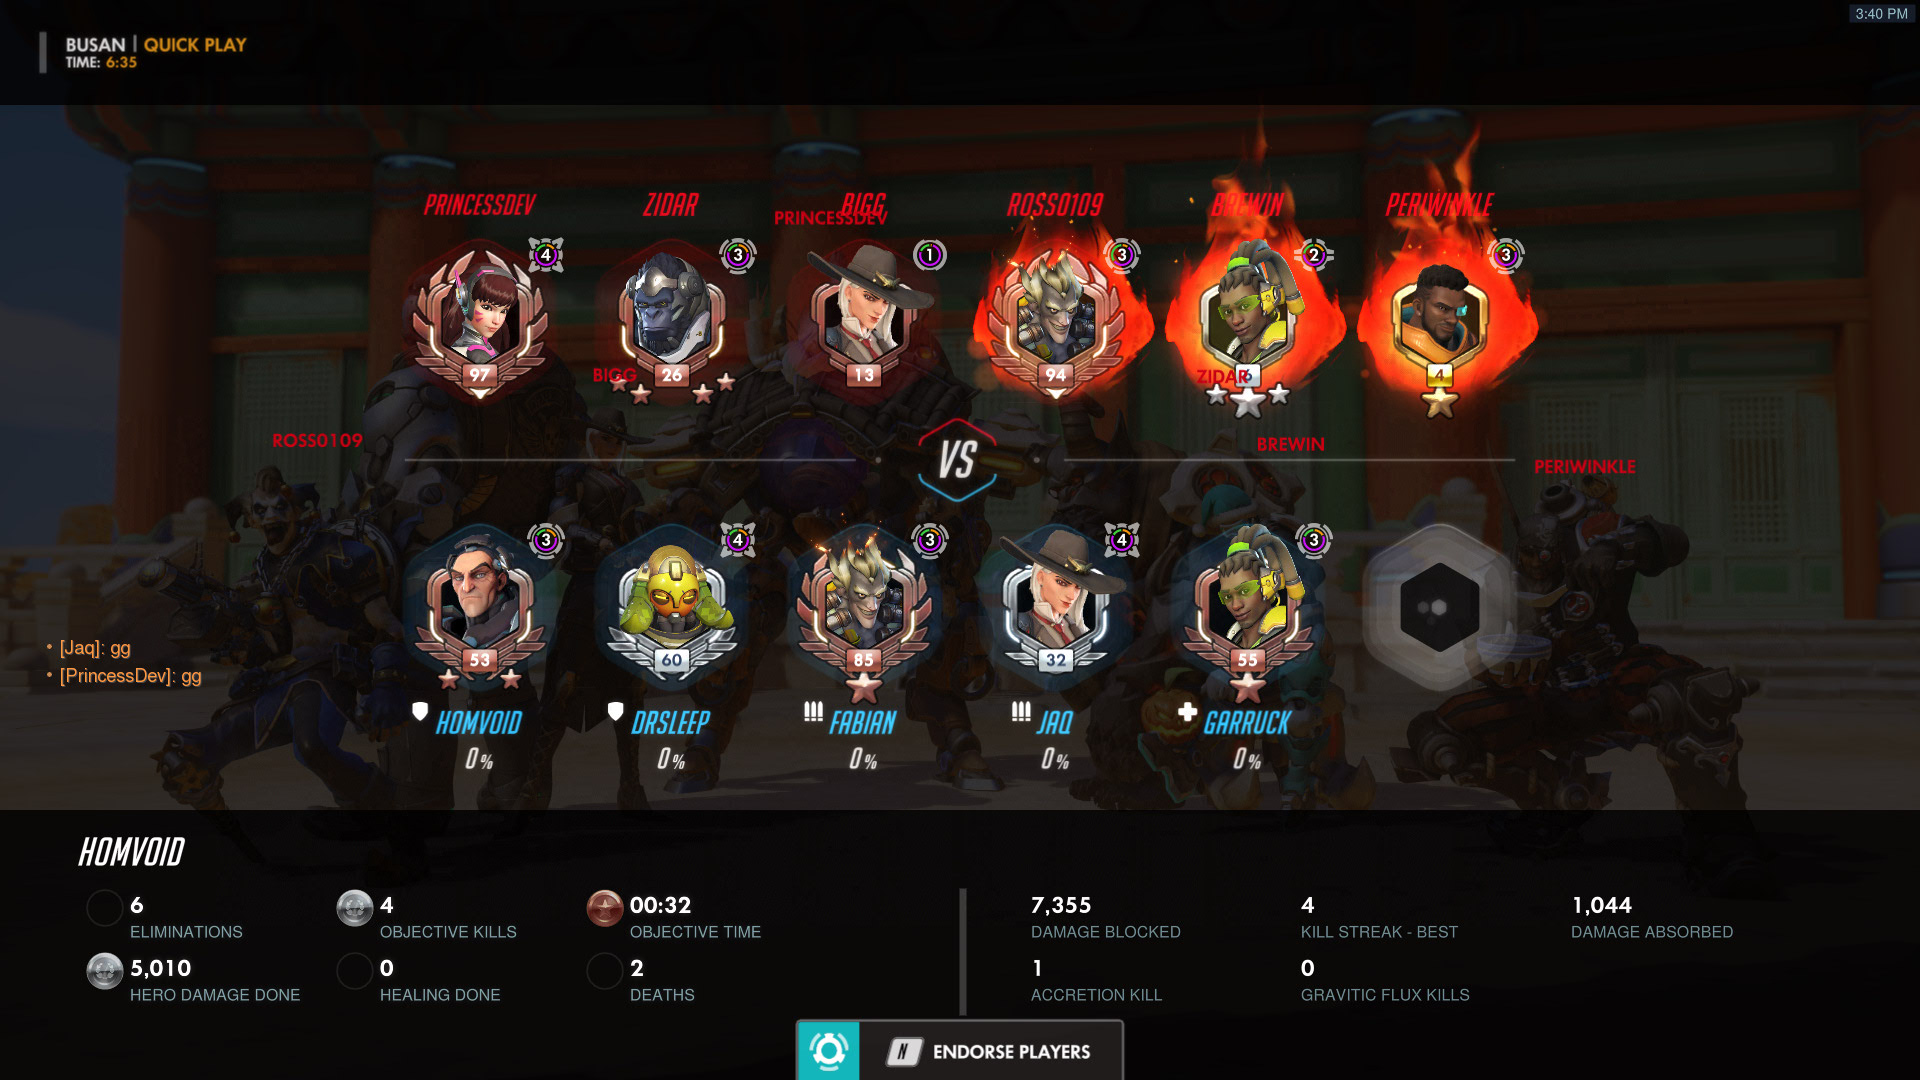 3:40 PM
BUSAN | QUICK PLAY
TIME: 6:35
PRINCESSDEV ZIDAR BIGG ROSS0109 BREWIN PERIWINKLE
PRINCESSDEV
4 3 1 3 2 3
97 26 13 94 6 4
BIGG ZIDAR
ROSS0109 VS BREWIN PERIWINKLE
3 4 3 4 3
53 60 85 32 55
• [Jaq]: gg
• [PrincessDev]: gg
HOMVOID DRSLEEP FABIAN JAQ GARRUCK
0% 0% 0% 0% 0%
HOMVOID
6 4 00:32 7,355 4 1,044
ELIMINATIONS OBJECTIVE KILLS OBJECTIVE TIME DAMAGE BLOCKED KILL STREAK - BEST DAMAGE ABSORBED
5,010 0 2 1 0
HERO DAMAGE DONE HEALING DONE DEATHS ACCRETION KILL GRAVITIC FLUX KILLS
N ENDORSE PLAYERS